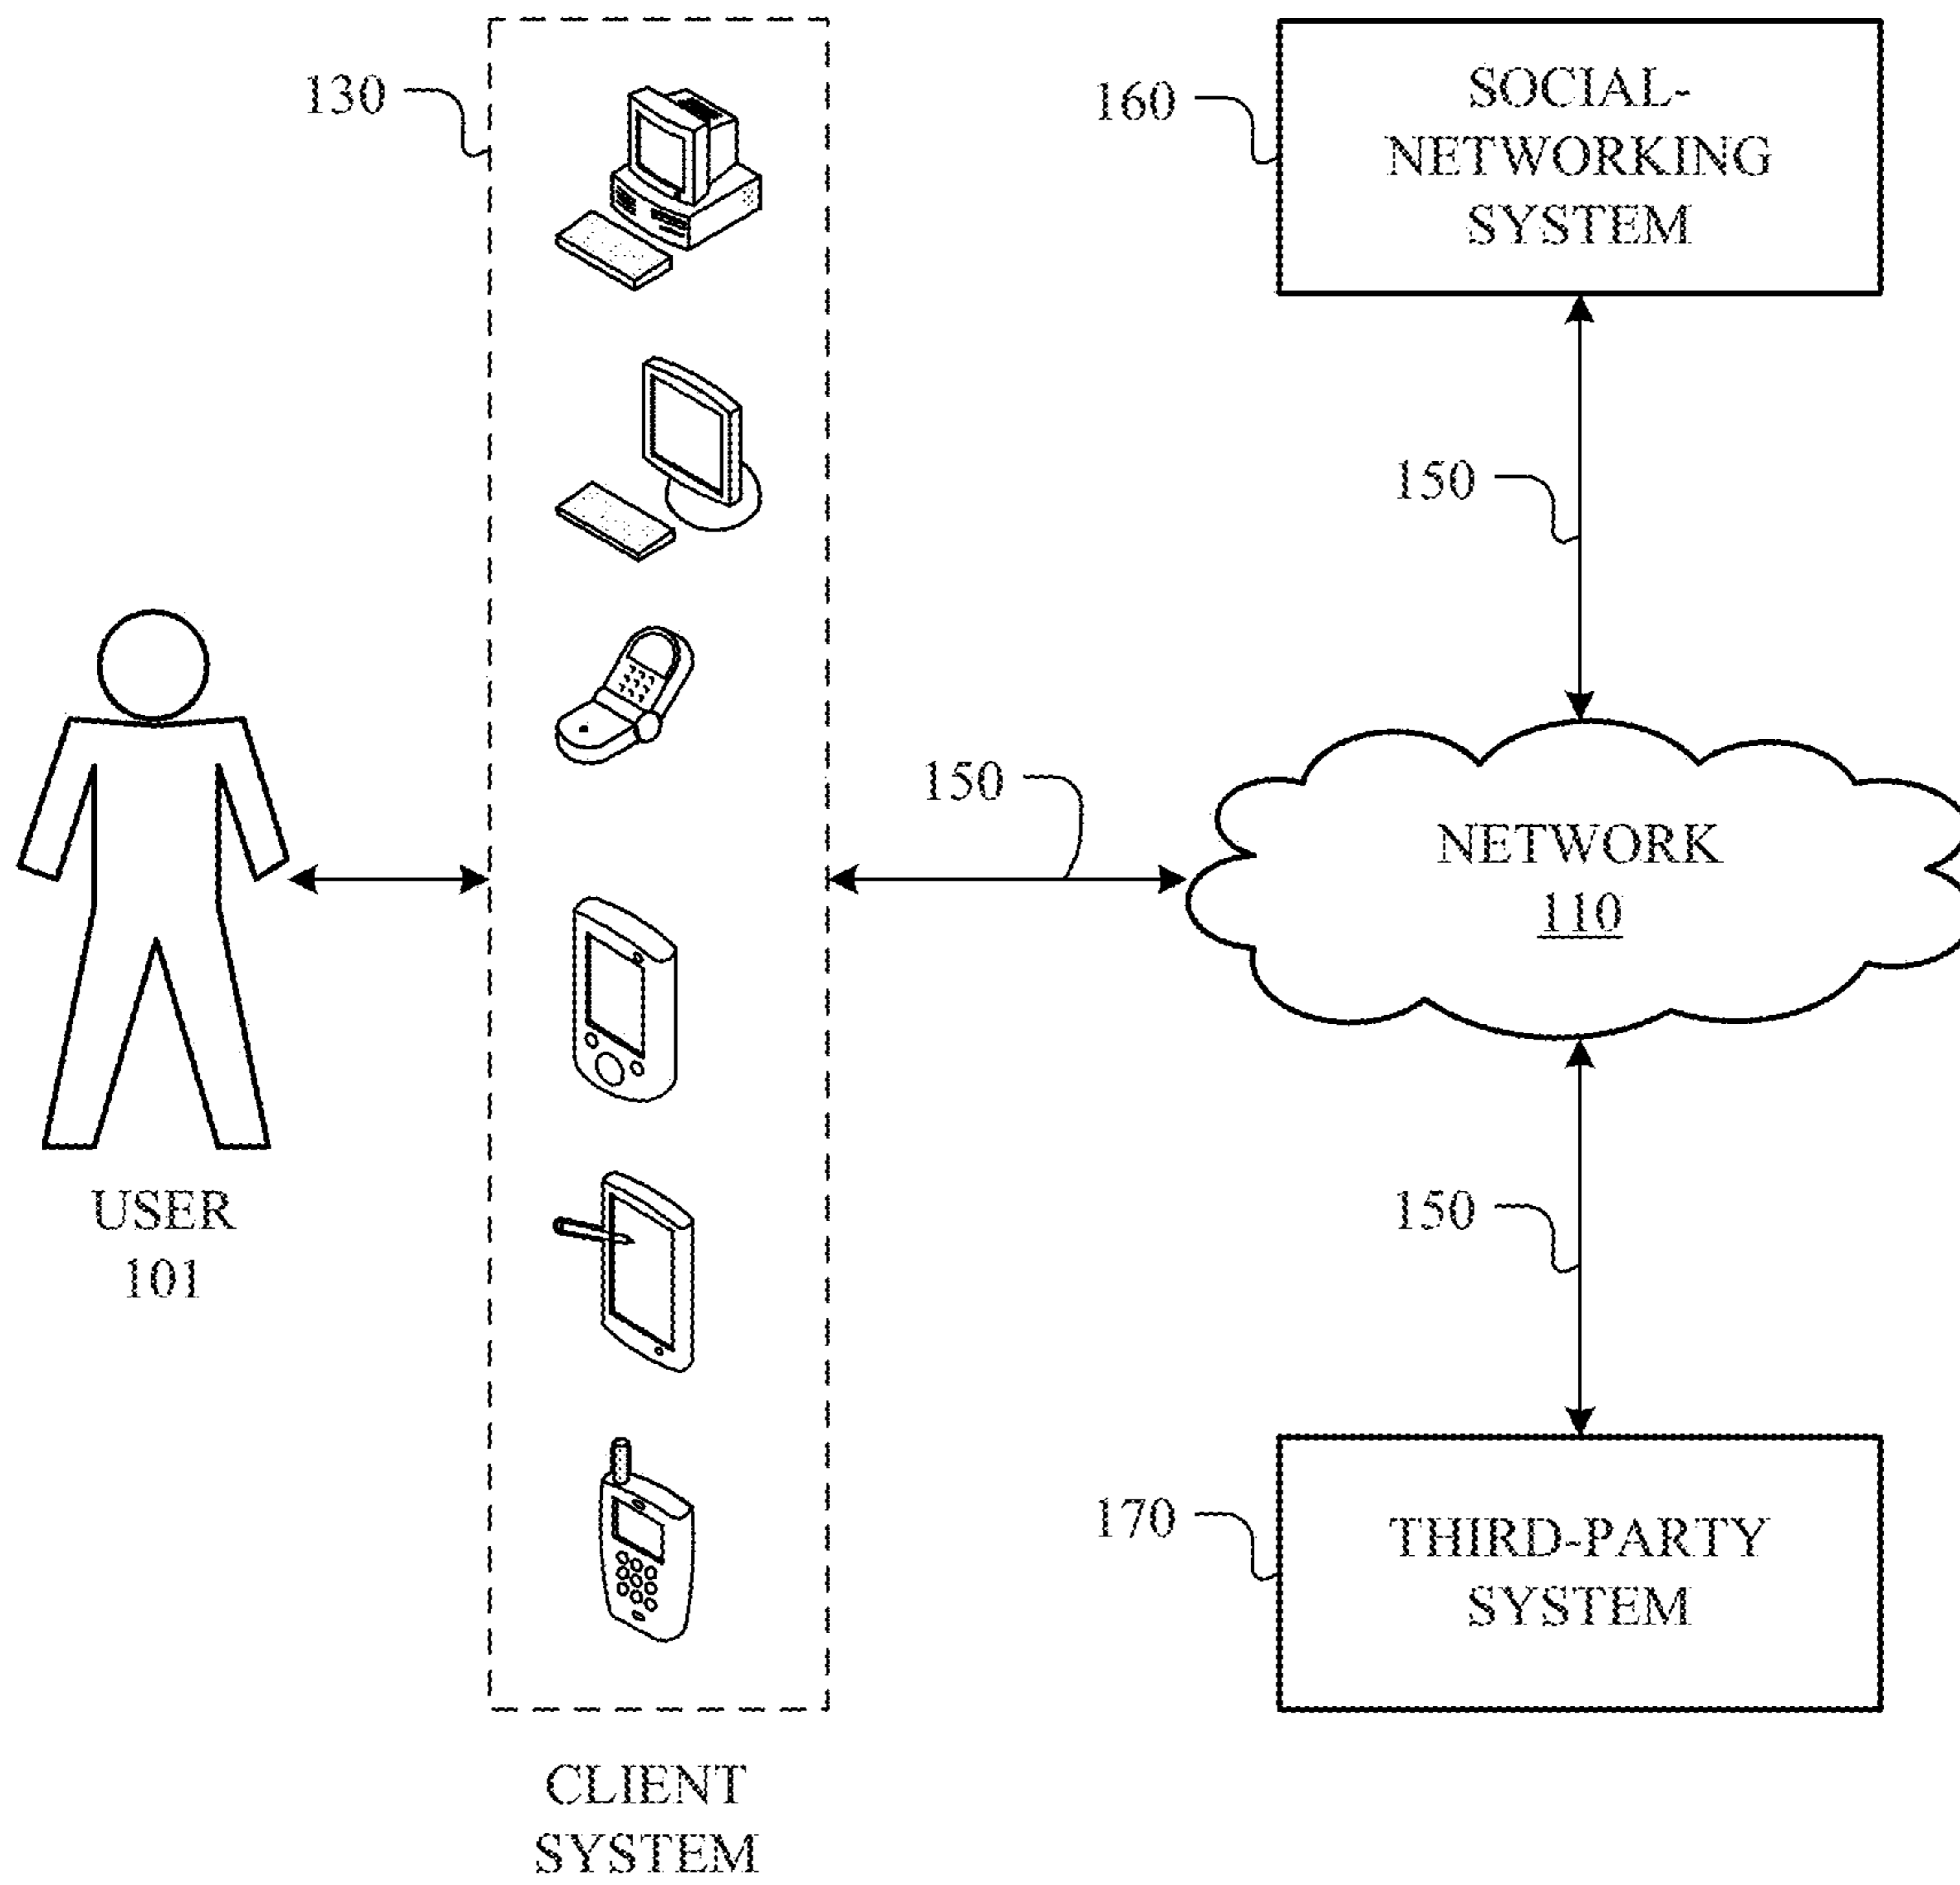 130
160
SOCIAL-
NETWORKING
SYSTEM
150
150
NETWORK
110
USER
101
150
170
THIRD-PARTY
SYSTEM
CLIENT
SYSTEM